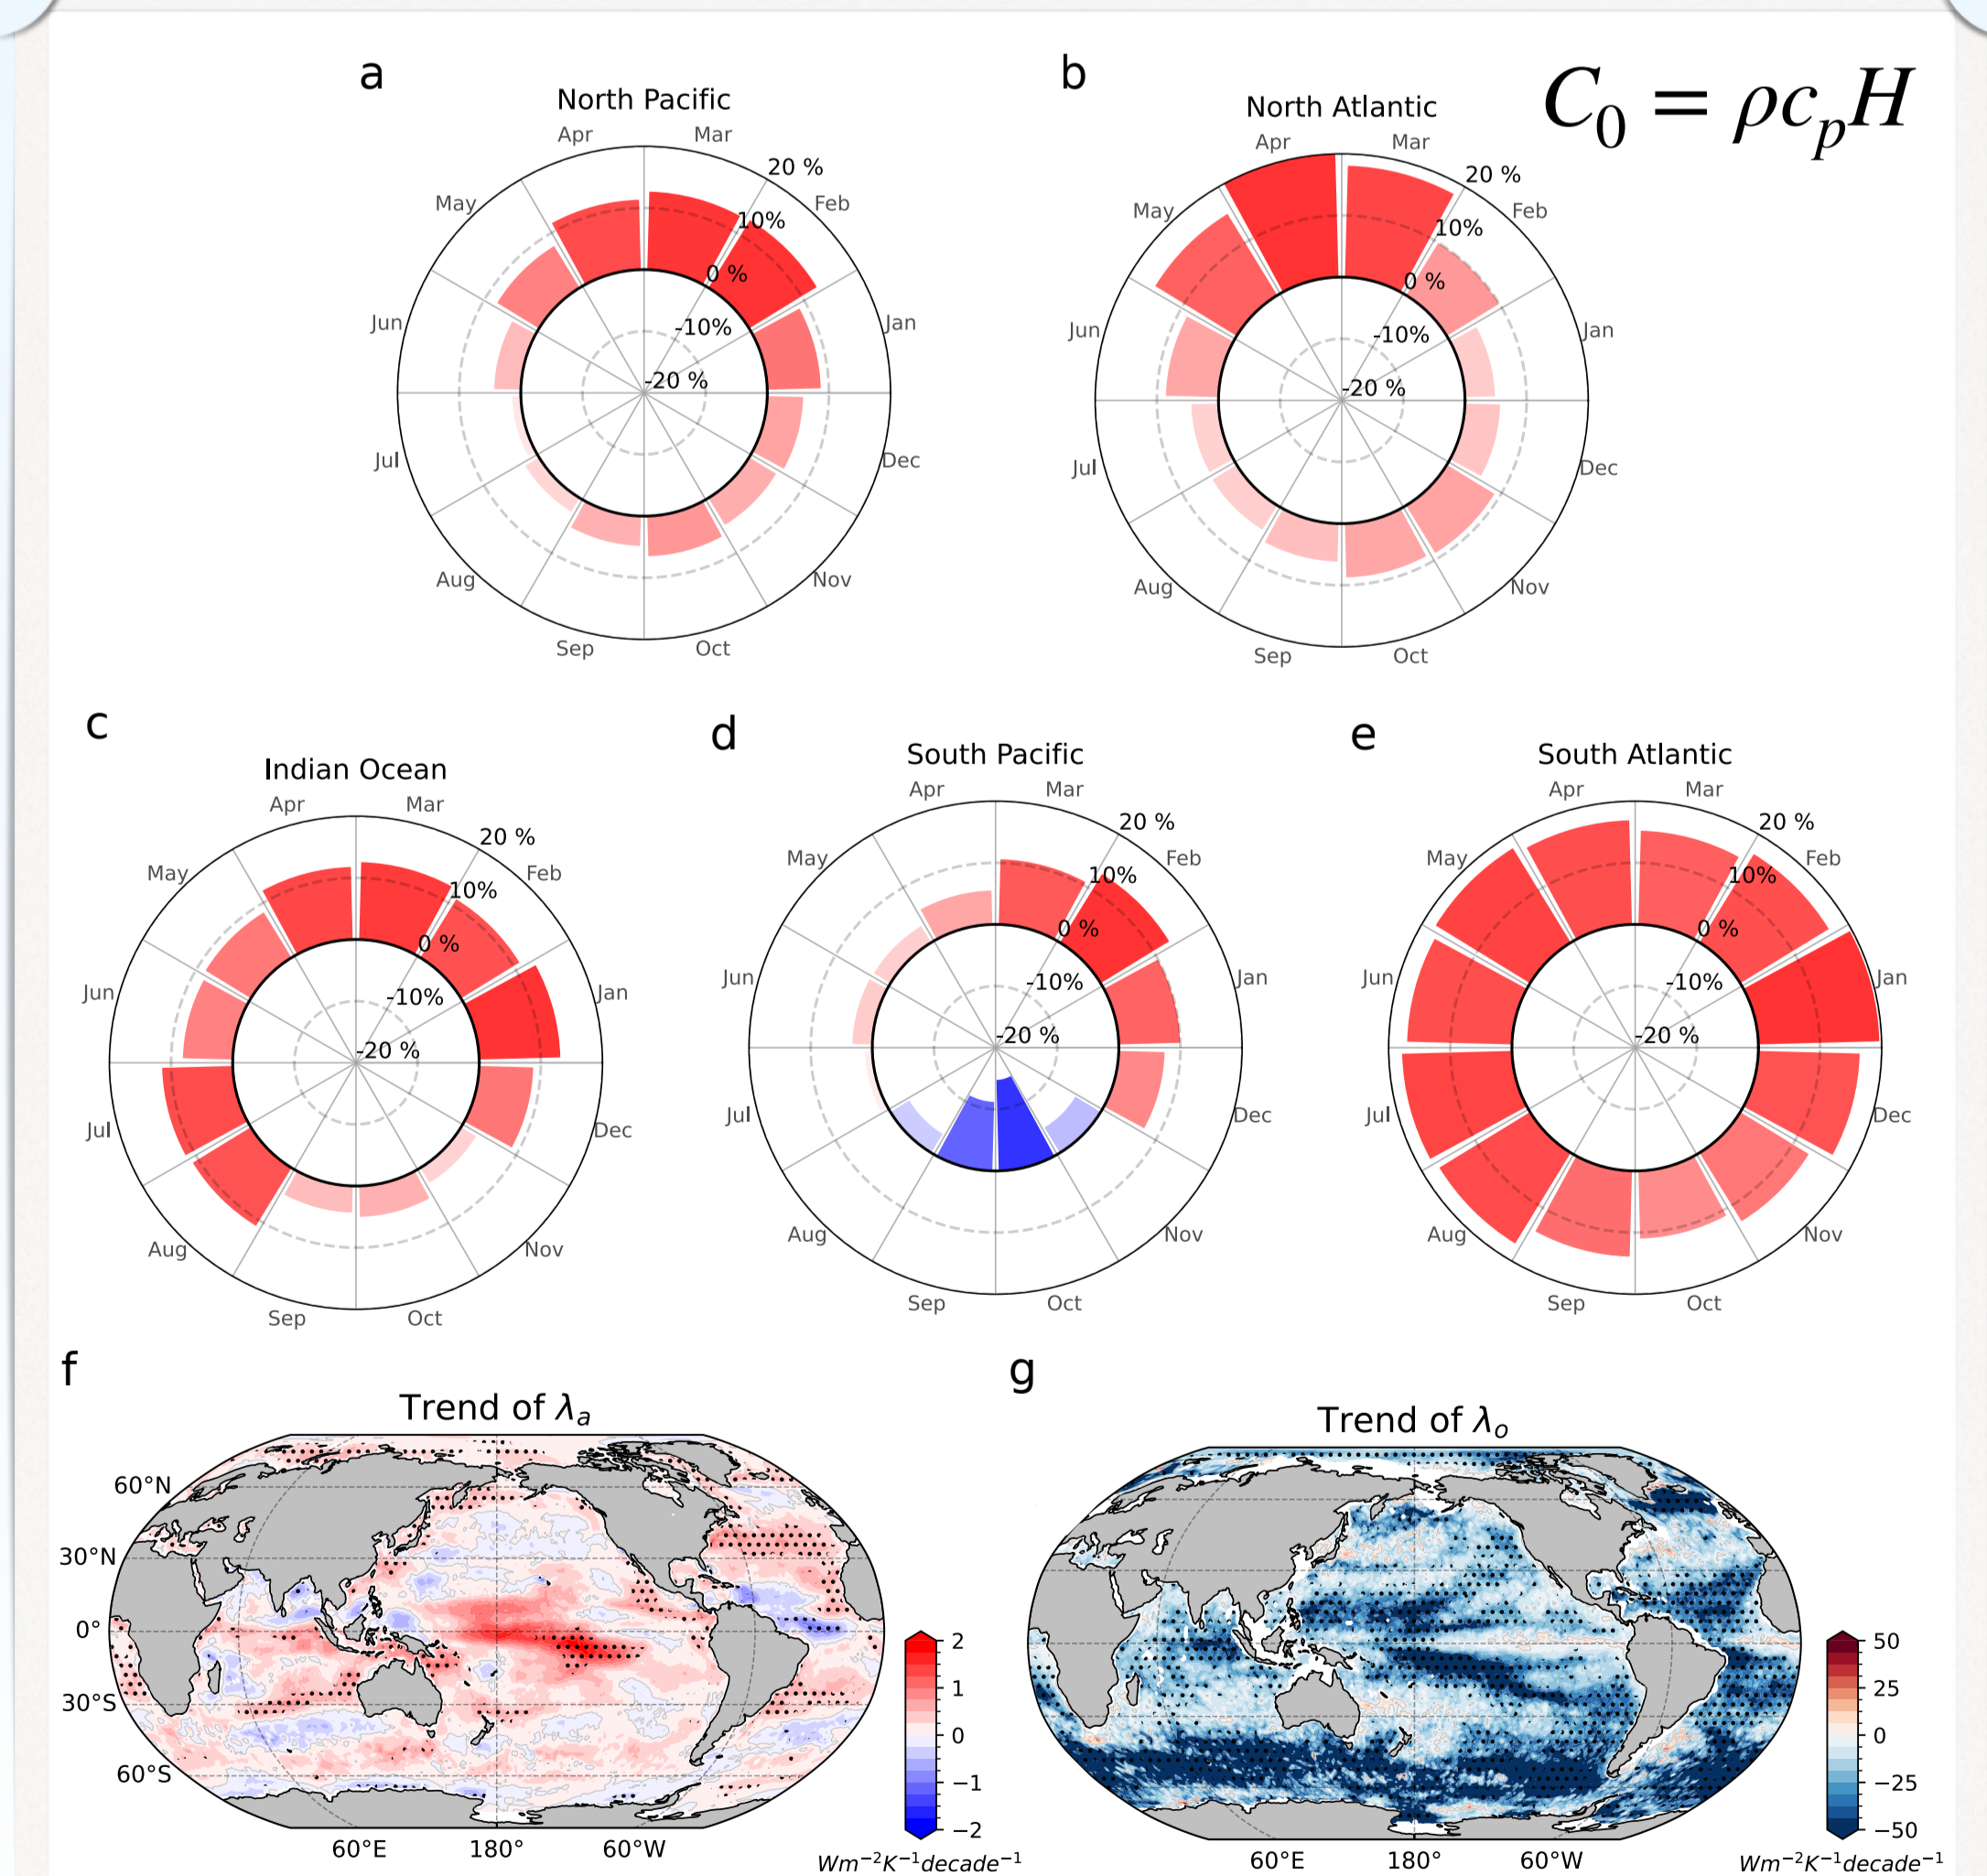 a
North Pacific
Apr Mar
May 20 % Feb
10%
0 %
Jun -10% Jan
-20 %
Jul Dec
Aug Nov
Sep Oct
b
North Atlantic
Apr Mar
May 20 % Feb
10%
0 %
Jun -10% Jan
-20 %
Jul Dec
Aug Nov
Sep Oct
C₀ = ρcₚH
c
Indian Ocean
Apr Mar
May 20 % Feb
10%
0 %
Jun -10% Jan
-20 %
Jul Dec
Aug Nov
Sep Oct
d
South Pacific
Apr Mar
May 20 % Feb
10%
0 %
Jun -10% Jan
-20 %
Jul Dec
Aug Nov
Sep Oct
e
South Atlantic
Apr Mar
May 20 % Feb
10%
0 %
Jun -10% Jan
-20 %
Jul Dec
Aug Nov
Sep Oct
f
Trend of λₐ
60°N
30°N
0°
30°S
60°S
60°E 180° 60°W
2
1
0
−1
−2
Wm⁻²K⁻¹decade⁻¹
g
Trend of λₒ
60°E 180° 60°W
50
25
0
−25
−50
Wm⁻²K⁻¹decade⁻¹